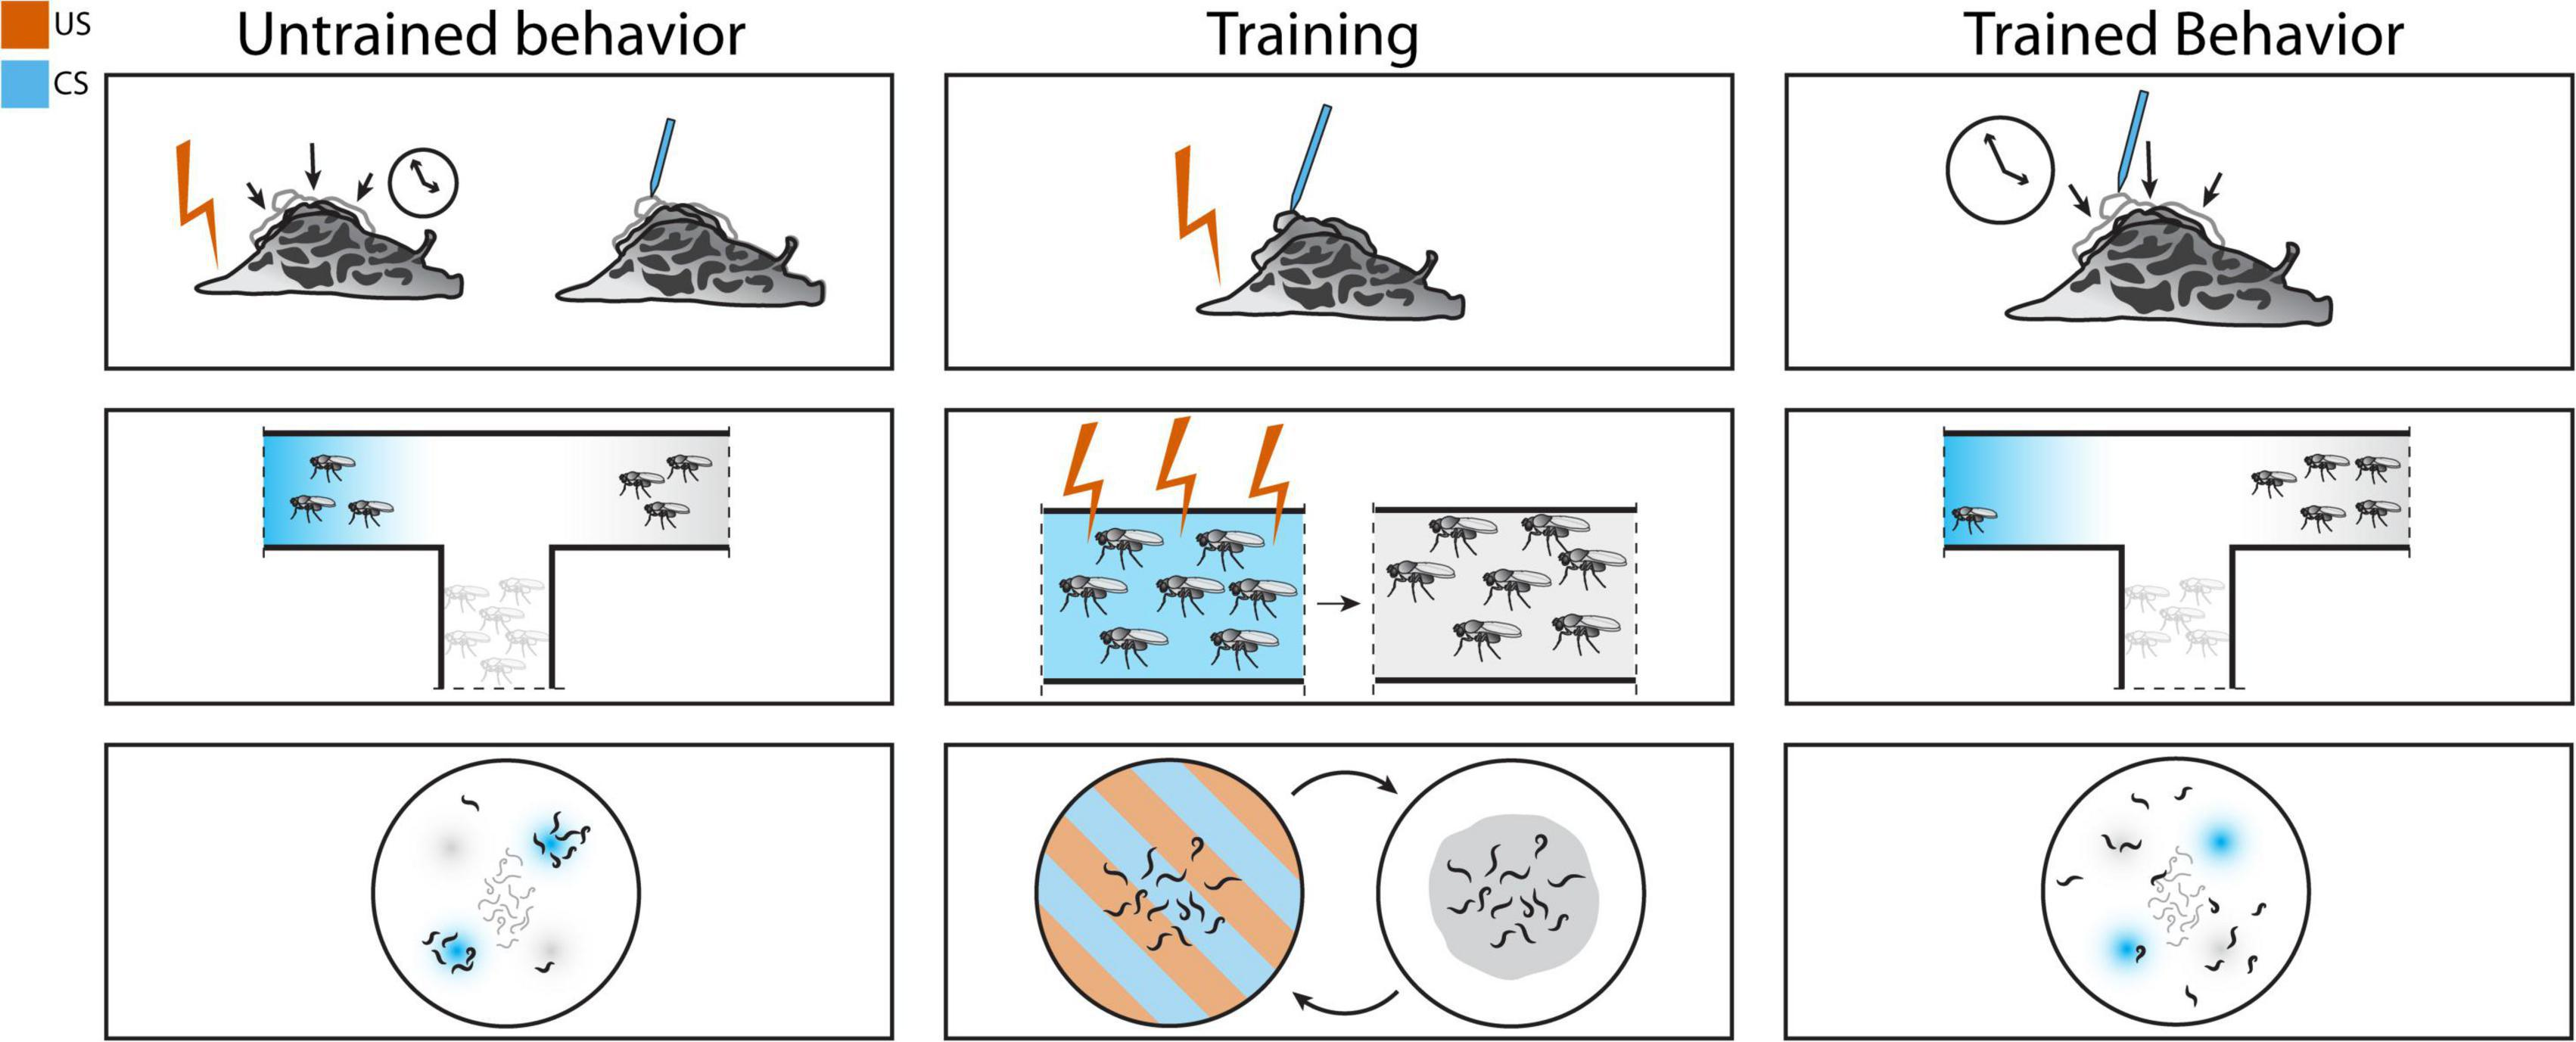 US
CS
Untrained behavior
Training
Trained Behavior